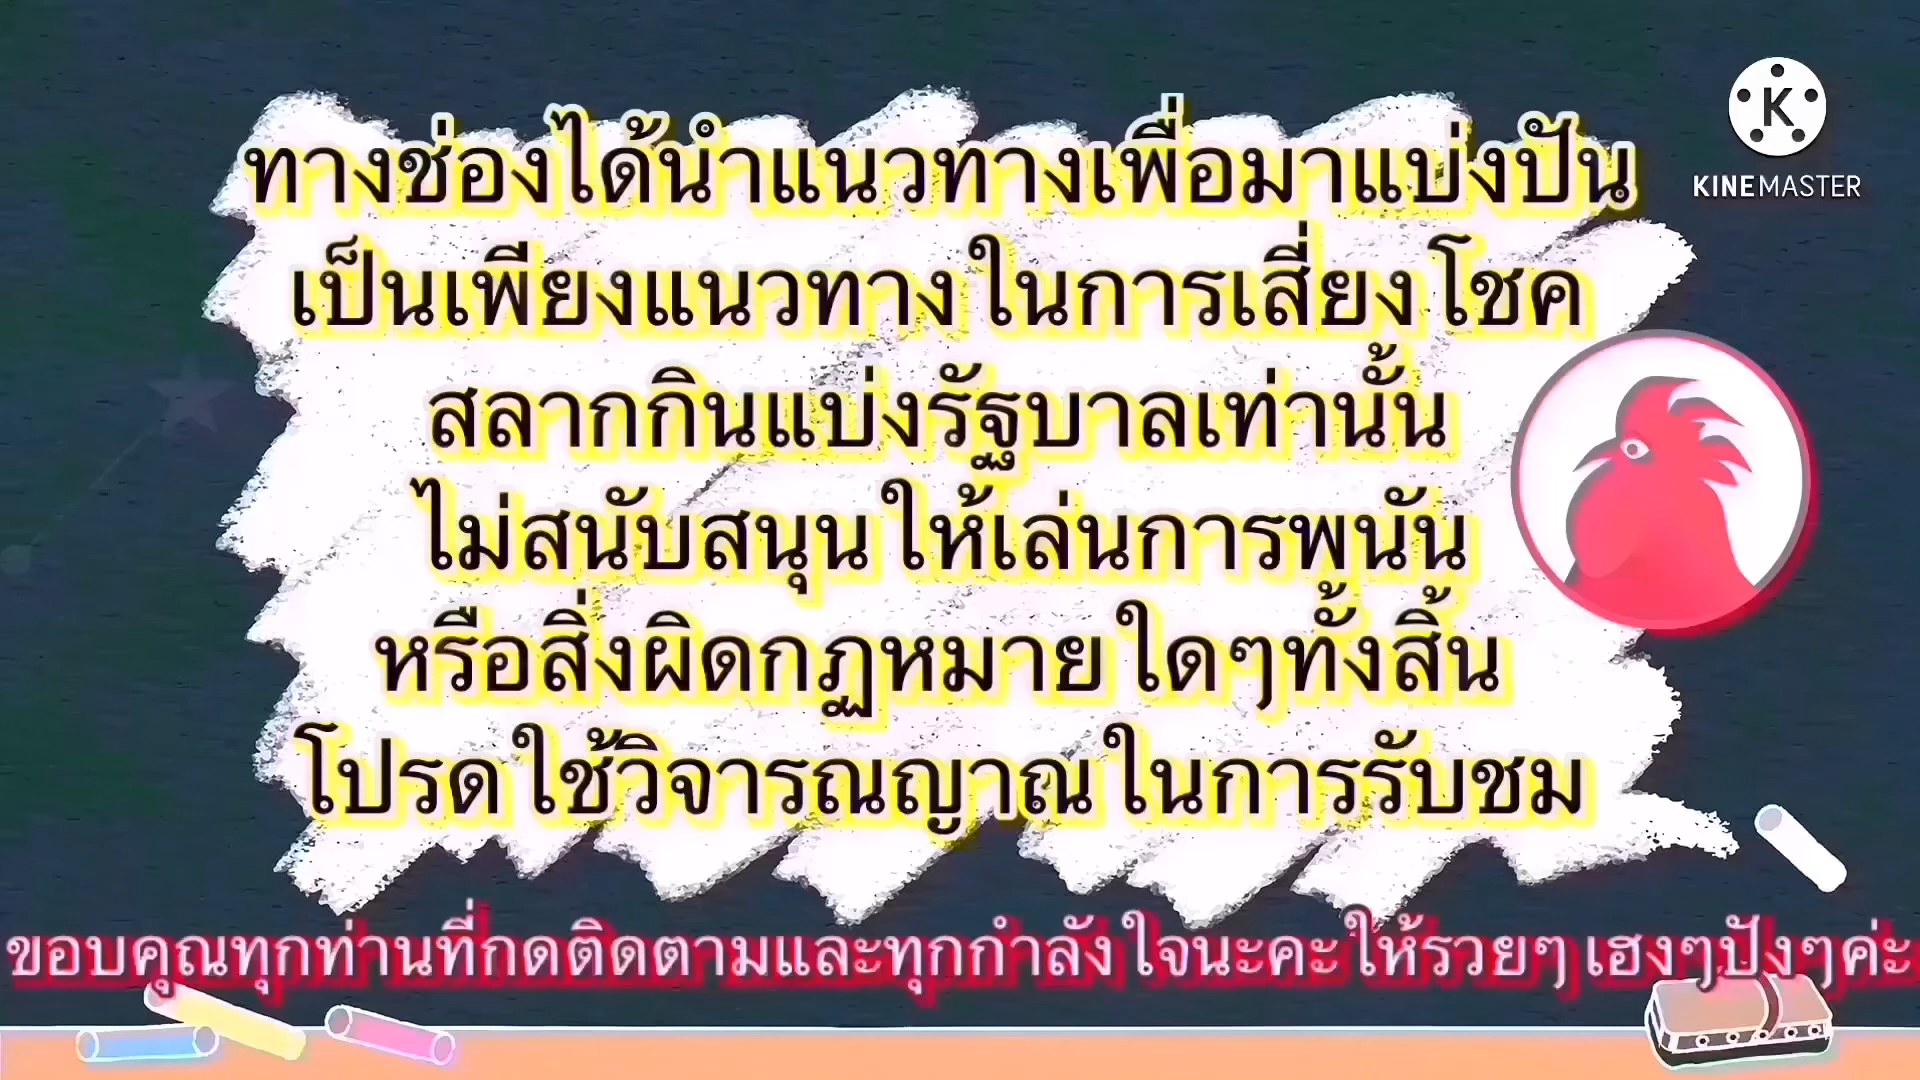 ทางช่องได้นำแนวทางเพื่อมาแบ่งปัน
เป็นเพียงแนวทางในการเสี่ยงโชค
สลากกินแบ่งรัฐบาลเท่านั้น
ไม่สนับสนุนให้เล่นการพนัน
หรือสิ่งผิดกฏหมายใดๆทั้งสิ้น
โปรดใช้วิจารณญาณในการรับชม
ขอบคุณทุกท่านที่กดติดตามและทุกกำลังใจนะคะให้รวยๆเฮงๆปังๆค่ะ
K
KINEMASTER